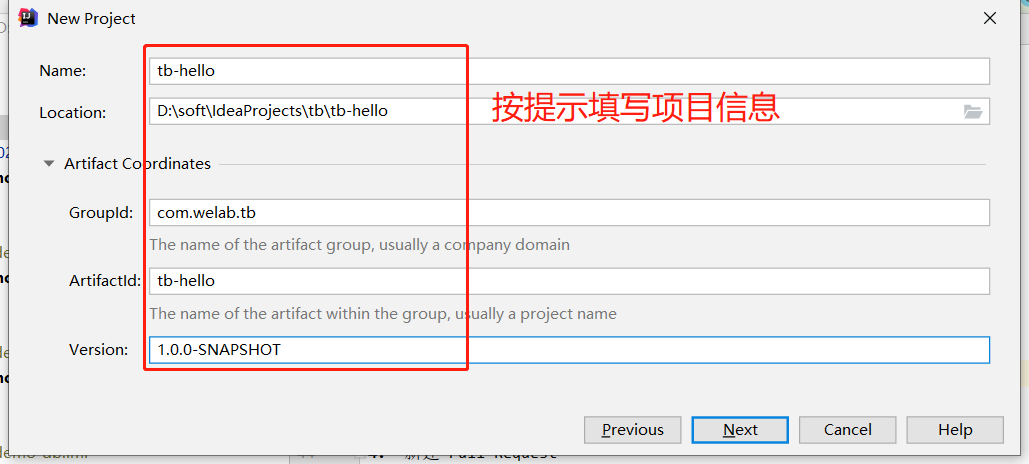 New Project
Name:
tb-hello
Location:
D:\soft\IdeaProjects\tb\tb-hello
按提示填写项目信息
Artifact Coordinates
GroupId:
com.welab.tb
The name of the artifact group, usually a company domain
ArtifactId:
tb-hello
The name of the artifact within the group, usually a project name
Version:
1.0.0-SNAPSHOT
Previous
Next
Cancel
Help